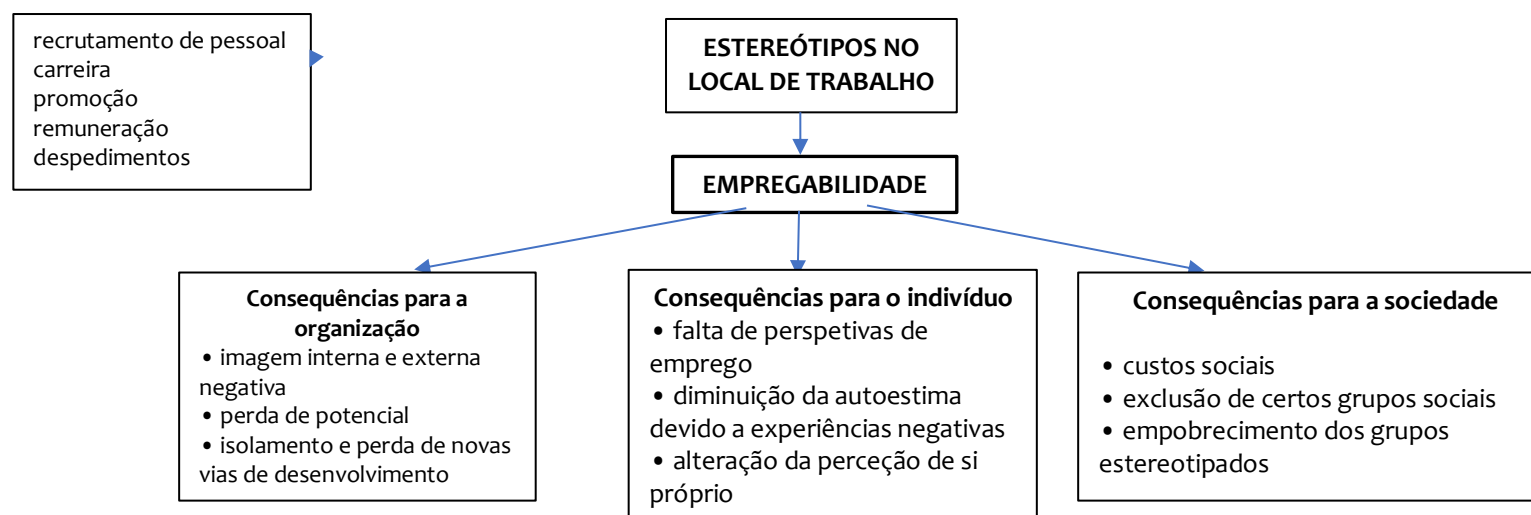 recrutamento de pessoal
carreira
promoção
remuneração
despedimentos
ESTEREÓTIPOS NO
LOCAL DE TRABALHO
EMPREGABILIDADE
Consequências para a
organização
• imagem interna e externa
negativa
• perda de potencial
• isolamento e perda de novas
vias de desenvolvimento
Consequências para o indivíduo
• falta de perspetivas de
emprego
• diminuição da autoestima
devido a experiências negativas
• alteração da perceção de si
próprio
Consequências para a sociedade
• custos sociais
• exclusão de certos grupos sociais
• empobrecimento dos grupos
estereotipados